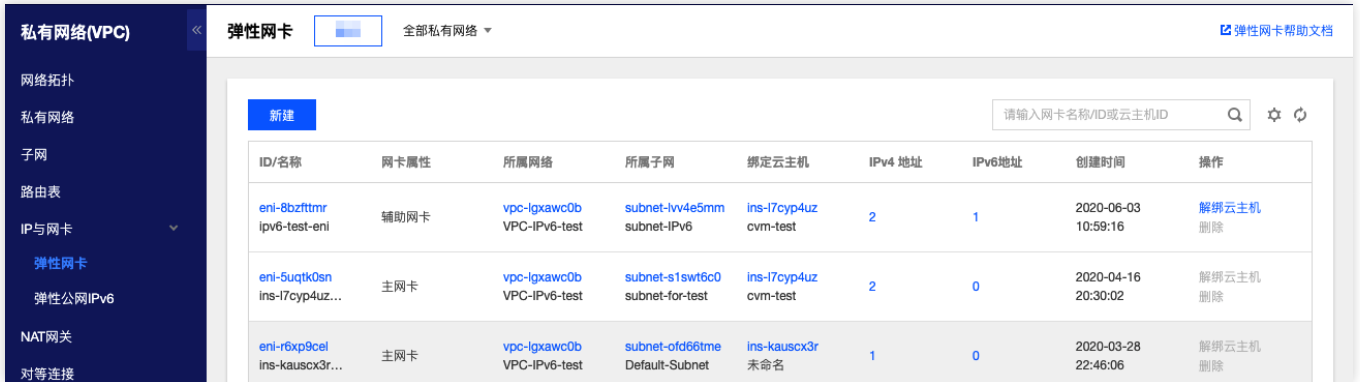 私有网络(VPC)
«
弹性网卡
全部私有网络
弹性网卡帮助文档
网络拓扑
私有网络
子网
路由表
IP与网卡
弹性网卡
弹性公网IPv6
NAT网关
对等连接
新建
请输入网卡名称/ID或云主机ID
ID/名称 网卡属性 所属网络 所属子网 绑定云主机 IPv4 地址 IPv6地址 创建时间 操作
eni-8bzfttmr vpc-lgxawc0b subnet-lvv4e5mm ins-l7cyp4uz 2020-06-03 解绑云主机
辅助网卡 2 1
ipv6-test-eni VPC-IPv6-test subnet-IPv6 cvm-test 10:59:16 删除
eni-5uqtk0sn vpc-lgxawc0b subnet-s1swt6c0 ins-l7cyp4uz 2020-04-16 解绑云主机
主网卡 2 0
ins-l7cyp4uz... VPC-IPv6-test subnet-for-test cvm-test 20:30:02 删除
eni-r6xp9cel vpc-lgxawc0b subnet-ofd66tme ins-kauscx3r 2020-03-28 解绑云主机
主网卡 1 0
ins-kauscx3r... VPC-IPv6-test Default-Subnet 未命名 22:46:06 删除